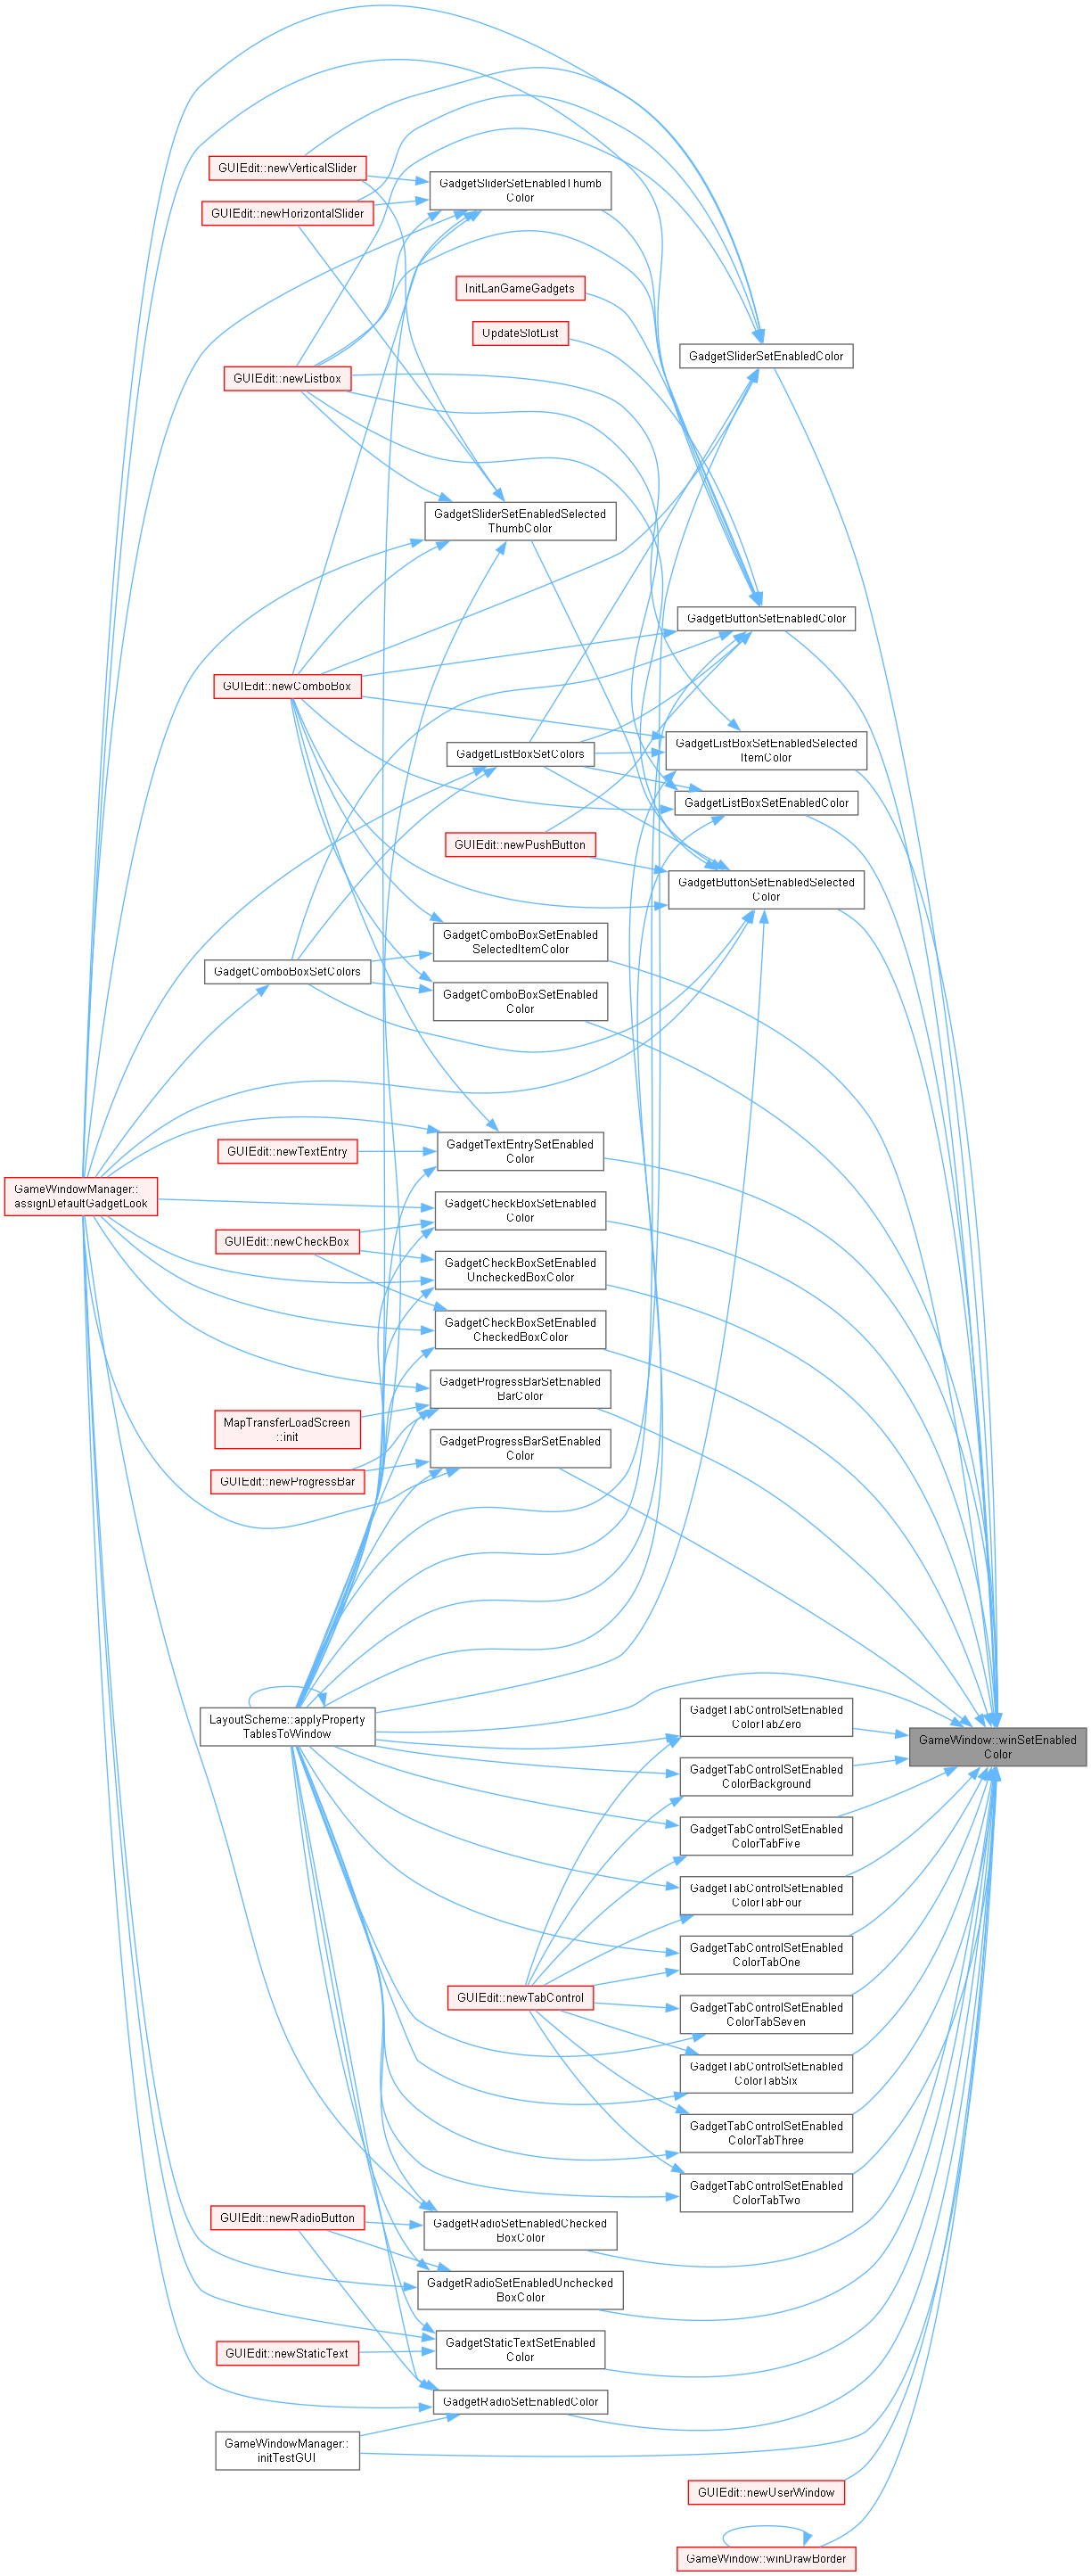 GUIEdit::newVerticalSlider
GadgetSliderSetEnabledThumb
Color
GUIEdit::newHorizontalSlider
InitLanGameGadgets
UpdateSlotList
GadgetSliderSetEnabledColor
GUIEdit::newListbox
GadgetSliderSetEnabledSelected
ThumbColor
GadgetButtonSetEnabledColor
GUIEdit::newComboBox
GadgetListBoxSetEnabledSelected
ItemColor
GadgetListBoxSetColors
GadgetListBoxSetEnabledColor
GUIEdit::newPushButton
GadgetButtonSetEnabledSelected
Color
GadgetComboBoxSetEnabled
SelectedItemColor
GadgetComboBoxSetColors
GadgetComboBoxSetEnabled
Color
GadgetTextEntrySetEnabled
Color
GUIEdit::newTextEntry
GameWindowManager::
assignDefaultGadgetLook
GadgetCheckBoxSetEnabled
Color
GUIEdit::newCheckBox
GadgetCheckBoxSetEnabled
UncheckedBoxColor
GadgetCheckBoxSetEnabled
CheckedBoxColor
GadgetProgressBarSetEnabled
BarColor
MapTransferLoadScreen
::init
GadgetProgressBarSetEnabled
Color
GUIEdit::newProgressBar
LayoutScheme::applyProperty
TablesToWindow
GadgetTabControlSetEnabled
ColorTabZero
GameWindow::winSetEnabled
Color
GadgetTabControlSetEnabled
ColorBackground
GadgetTabControlSetEnabled
ColorTabFive
GadgetTabControlSetEnabled
ColorTabFour
GadgetTabControlSetEnabled
ColorTabOne
GUIEdit::newTabControl
GadgetTabControlSetEnabled
ColorTabSeven
GadgetTabControlSetEnabled
ColorTabSix
GadgetTabControlSetEnabled
ColorTabThree
GadgetTabControlSetEnabled
ColorTabTwo
GUIEdit::newRadioButton
GadgetRadioSetEnabledChecked
BoxColor
GadgetRadioSetEnabledUnchecked
BoxColor
GadgetStaticTextSetEnabled
Color
GUIEdit::newStaticText
GadgetRadioSetEnabledColor
GameWindowManager::
initTestGUI
GUIEdit::newUserWindow
GameWindow::winDrawBorder